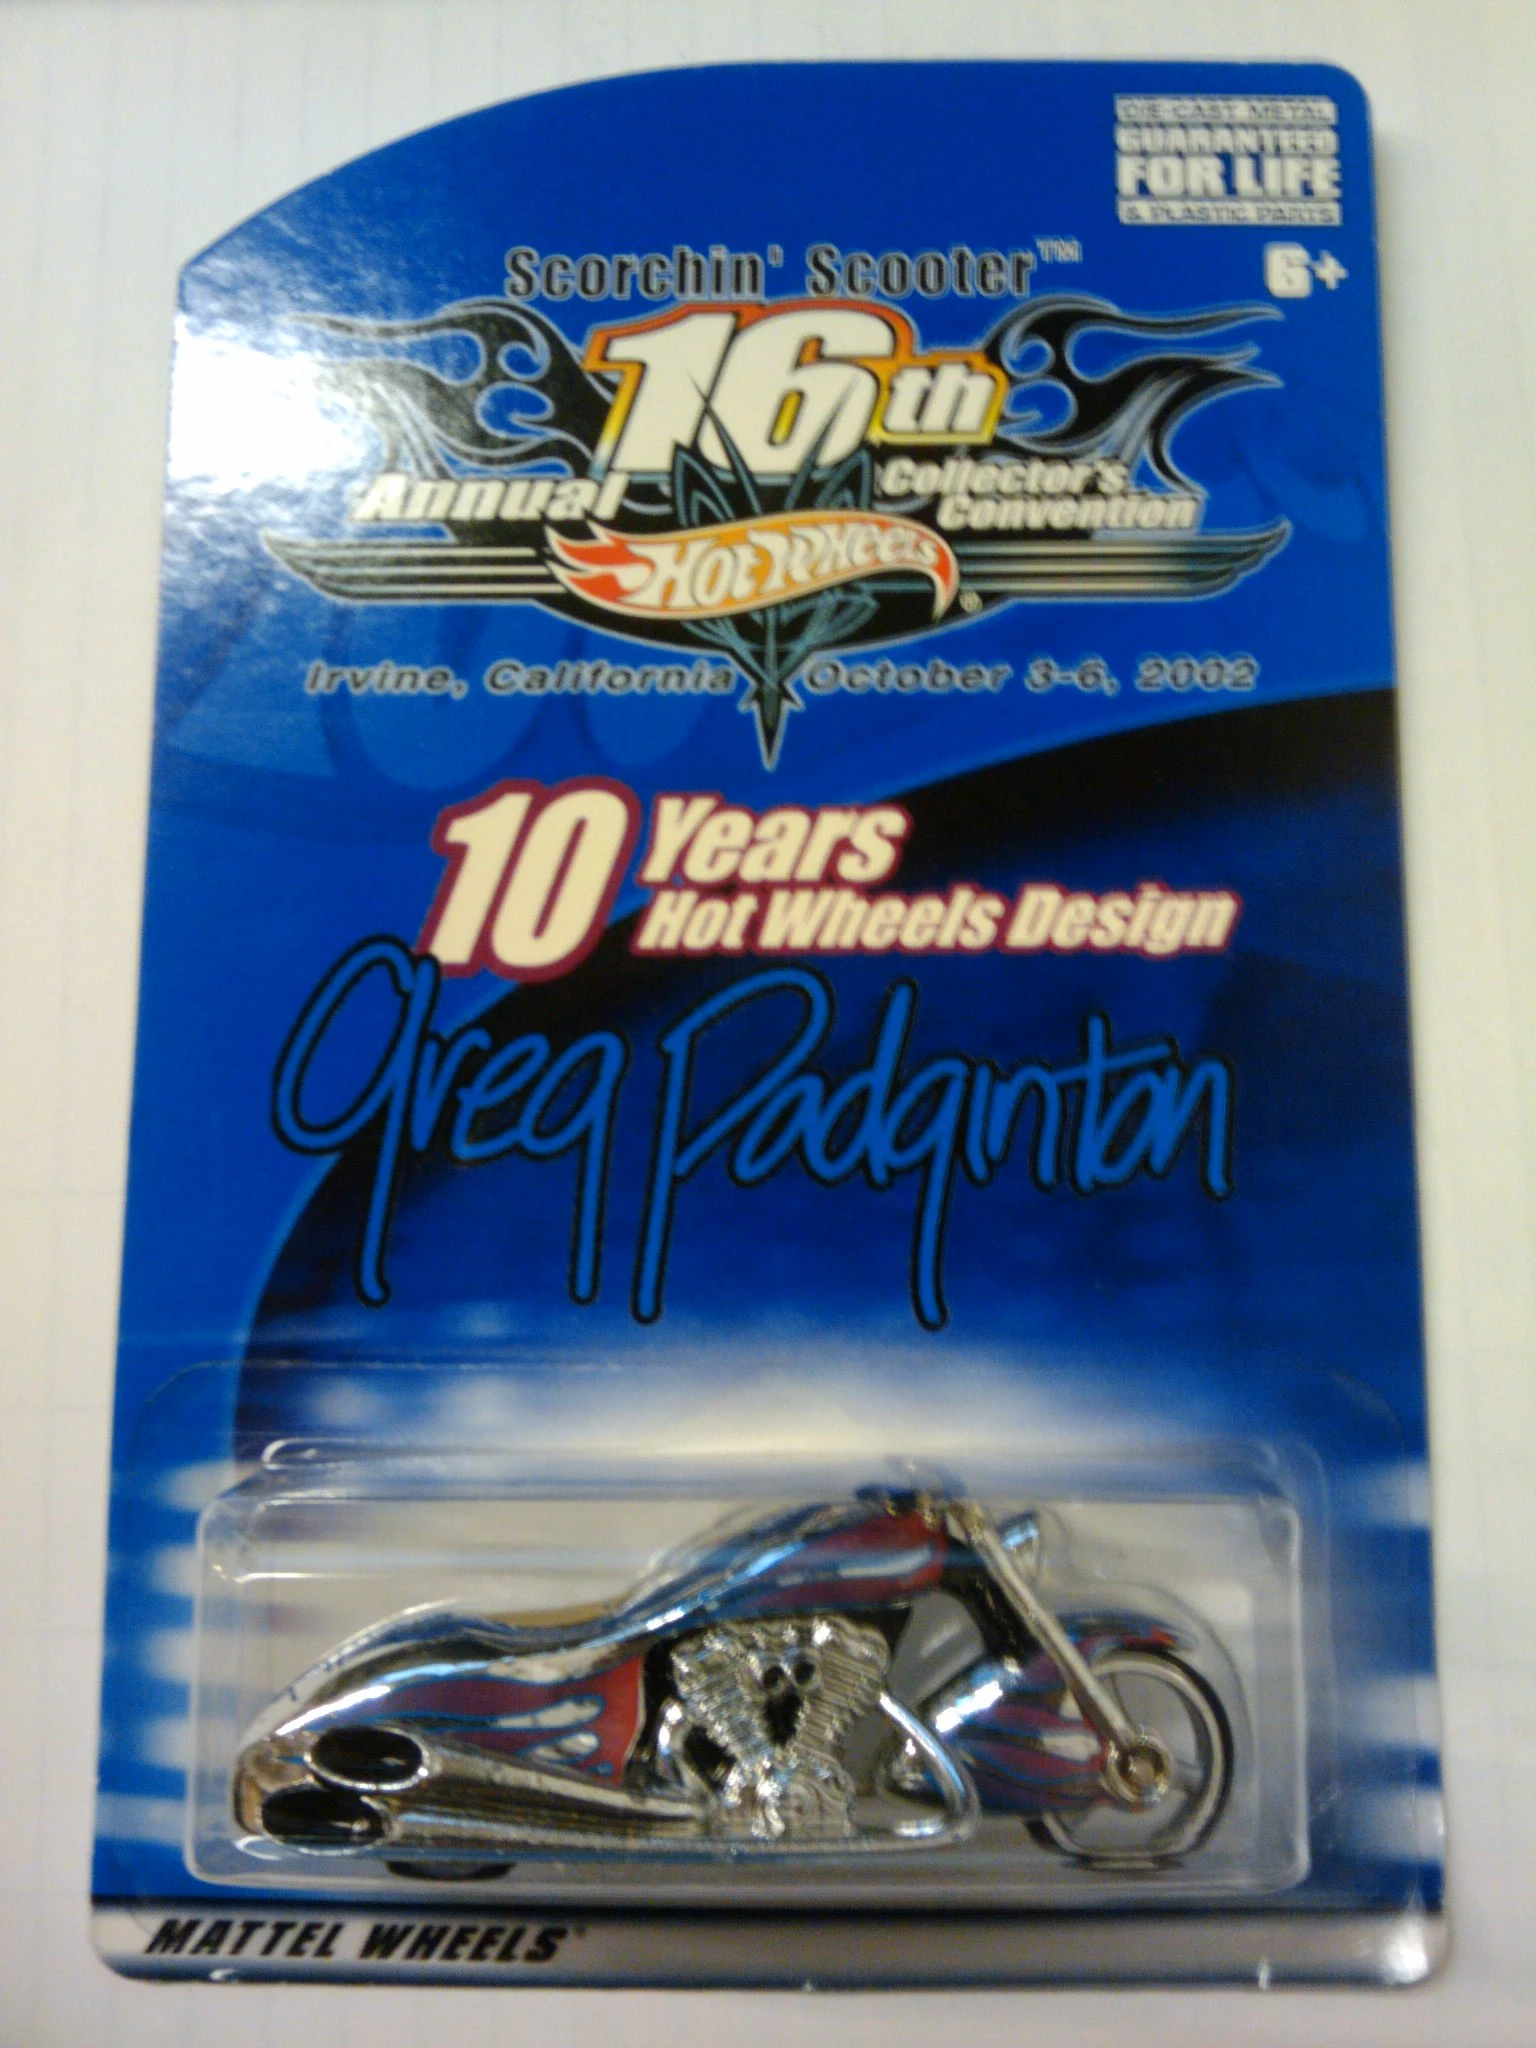 DIE CAST METAL
GUARANTEED
FOR LIFE
& PLASTIC PARTS
6+
Scorchin' Scooter™
16th
Annual
Collector's
Convention
Hot Wheels®
Irvine, California October 3-6, 2002
10 Years
Hot Wheels Design
Greg Padginton
MATTEL WHEELS™